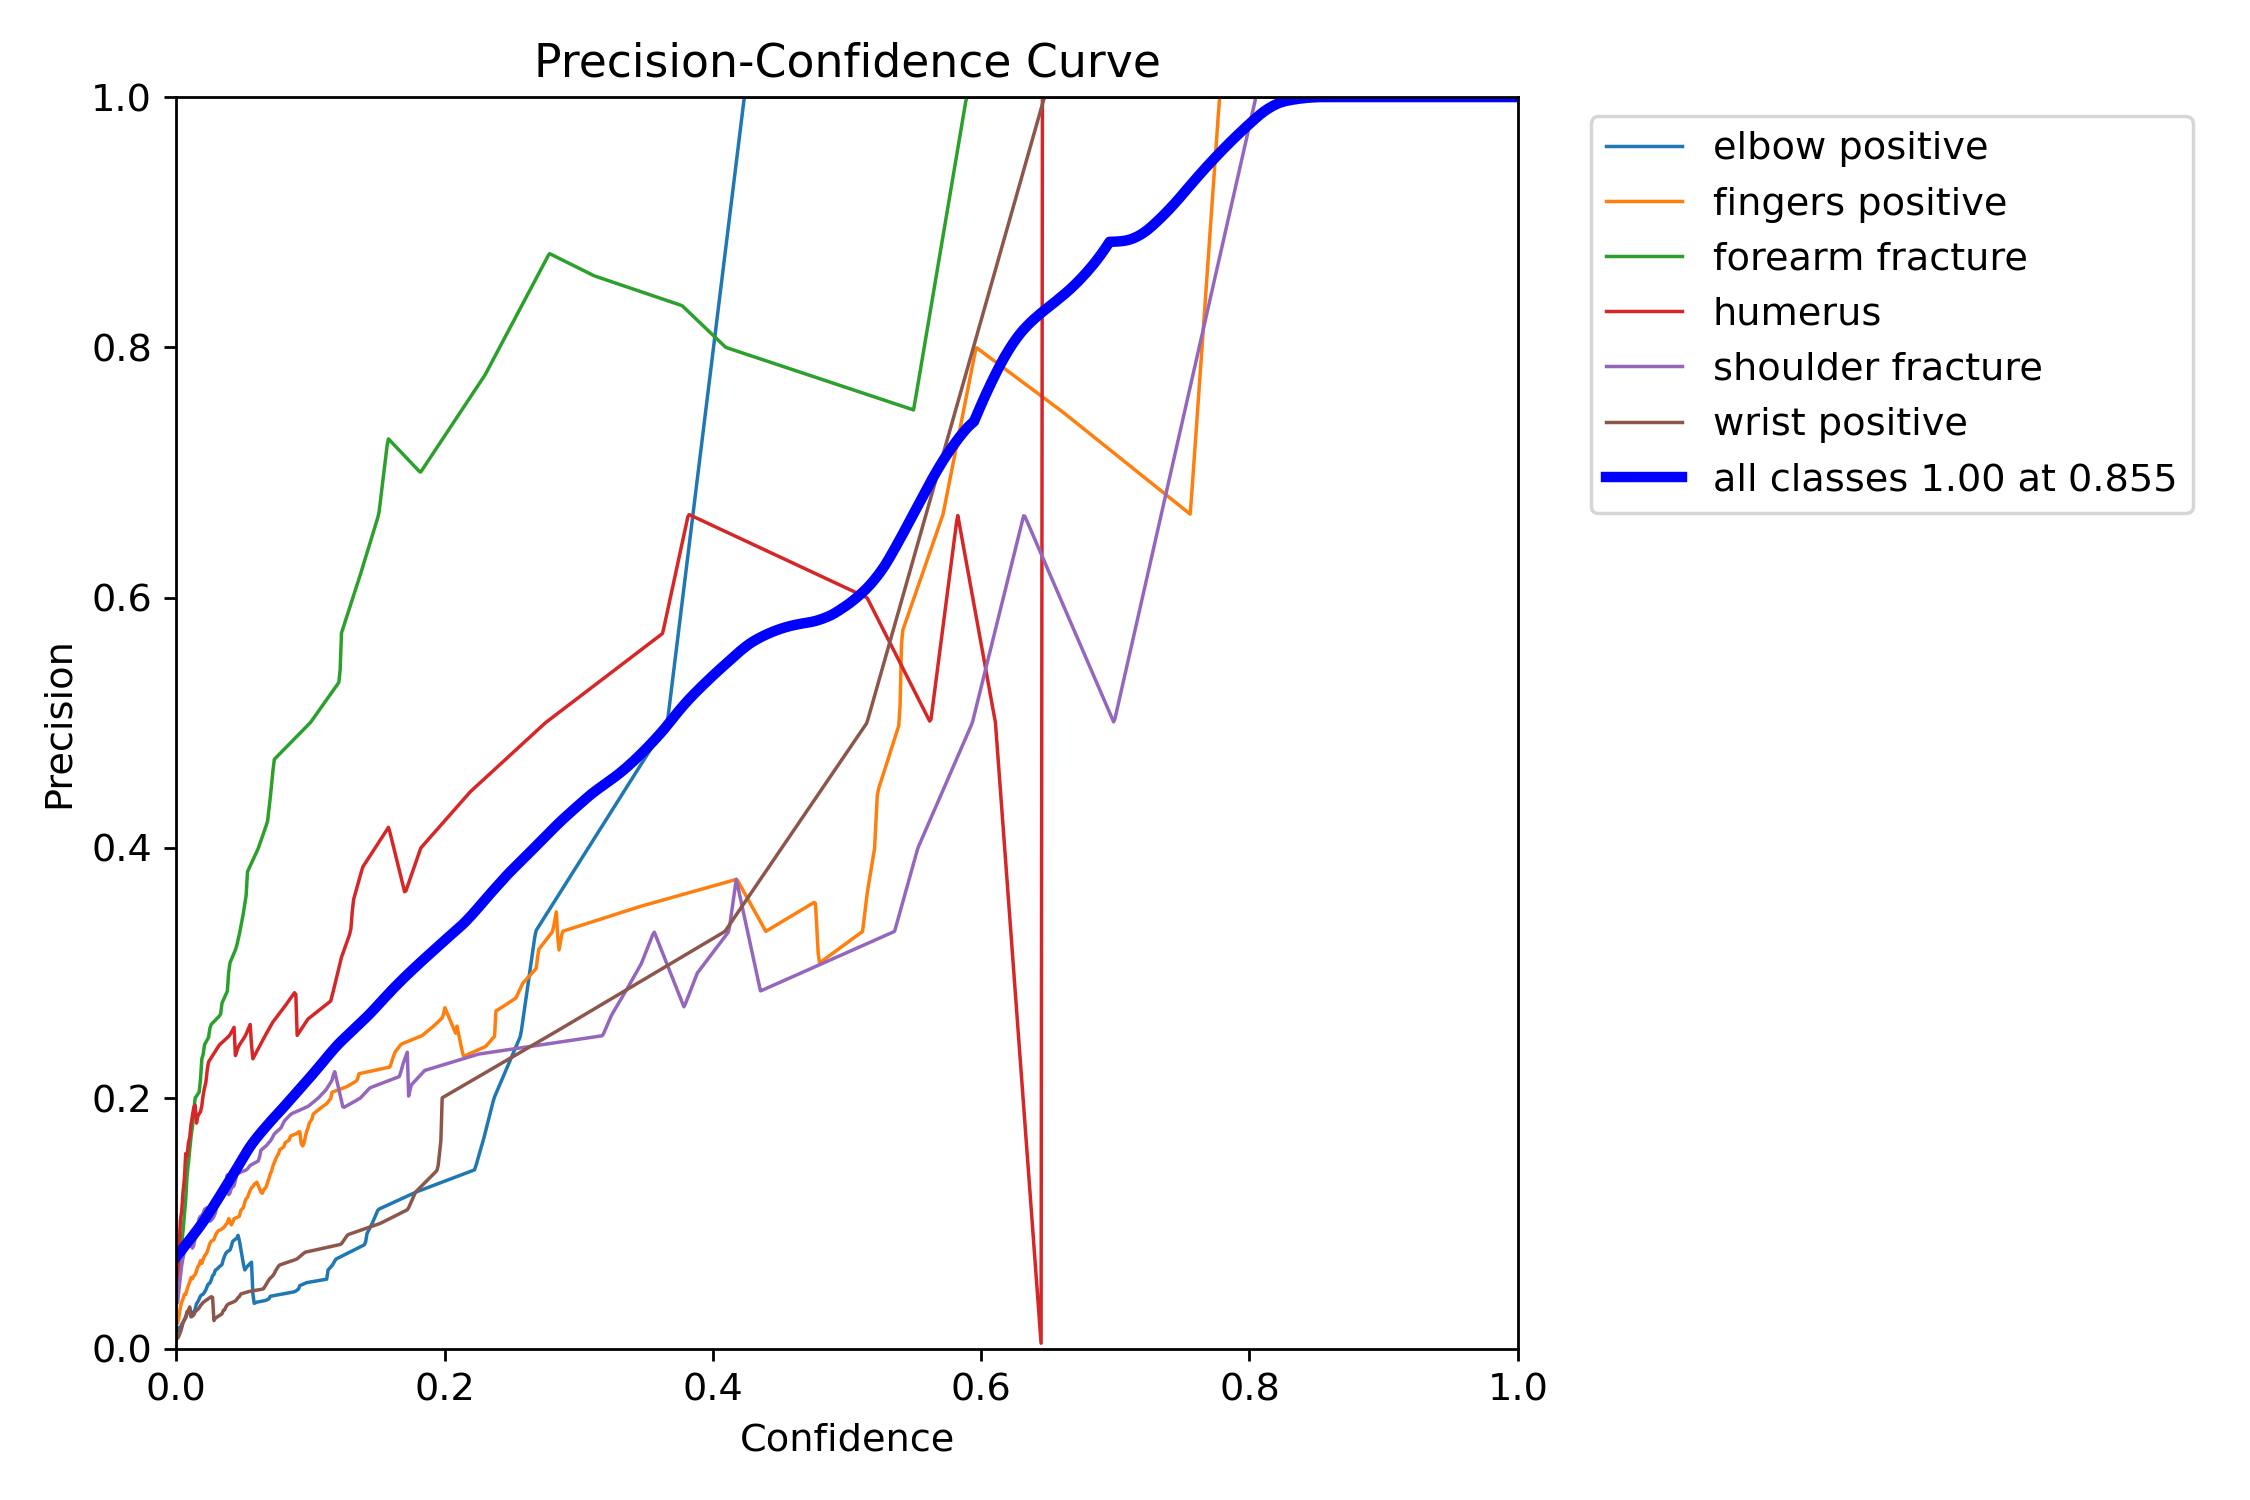 Precision-Confidence Curve
1.0
0.8
0.6
0.4
0.2
0.0
Precision
0.0 0.2 0.4 0.6 0.8 1.0
Confidence
elbow positive
fingers positive
forearm fracture
humerus
shoulder fracture
wrist positive
all classes 1.00 at 0.855